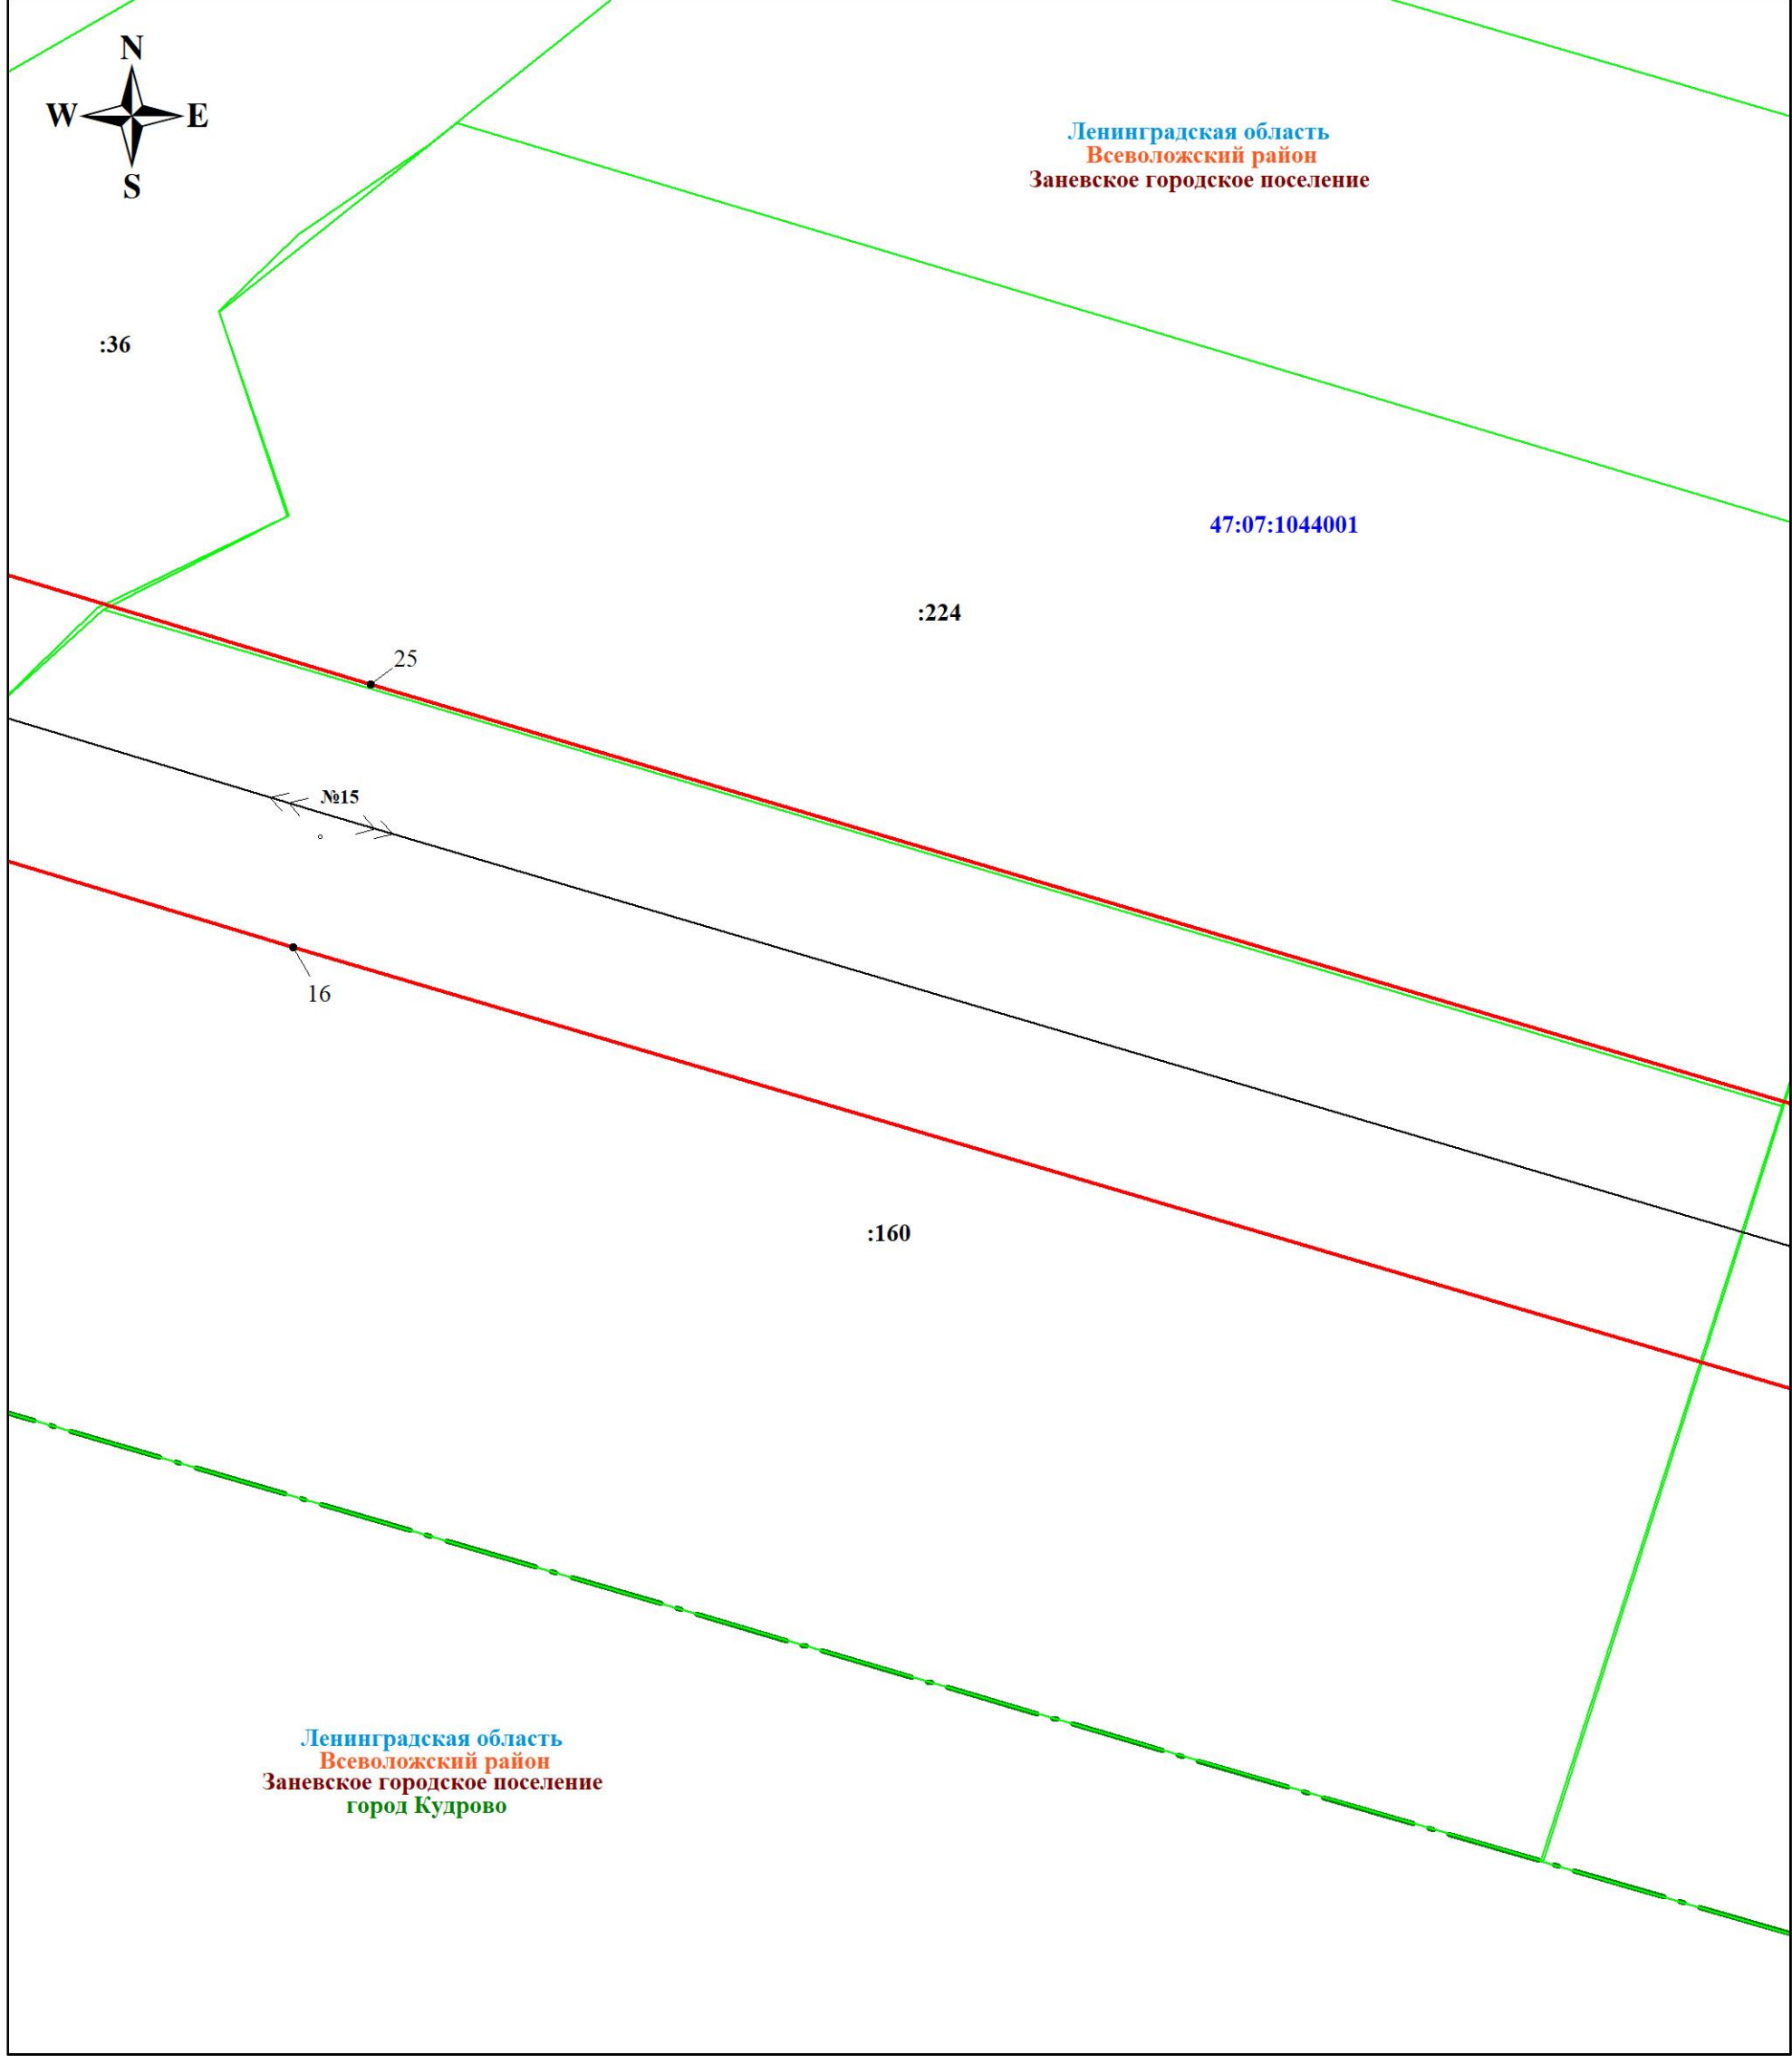 N
W E
S
Ленинградская область
Всеволожский район
Заневское городское поселение
:36
47:07:1044001
:224
25
№15
16
:160
Ленинградская область
Всеволожский район
Заневское городское поселение
город Кудрово